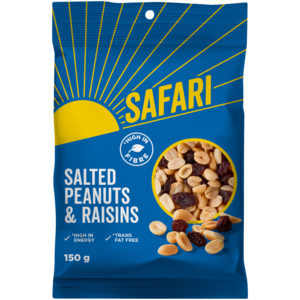 SAFARI
*HIGH IN
FIBRE
SALTED
PEANUTS
& RAISINS
*HIGH IN
ENERGY
*TRANS
FAT FREE
150 g